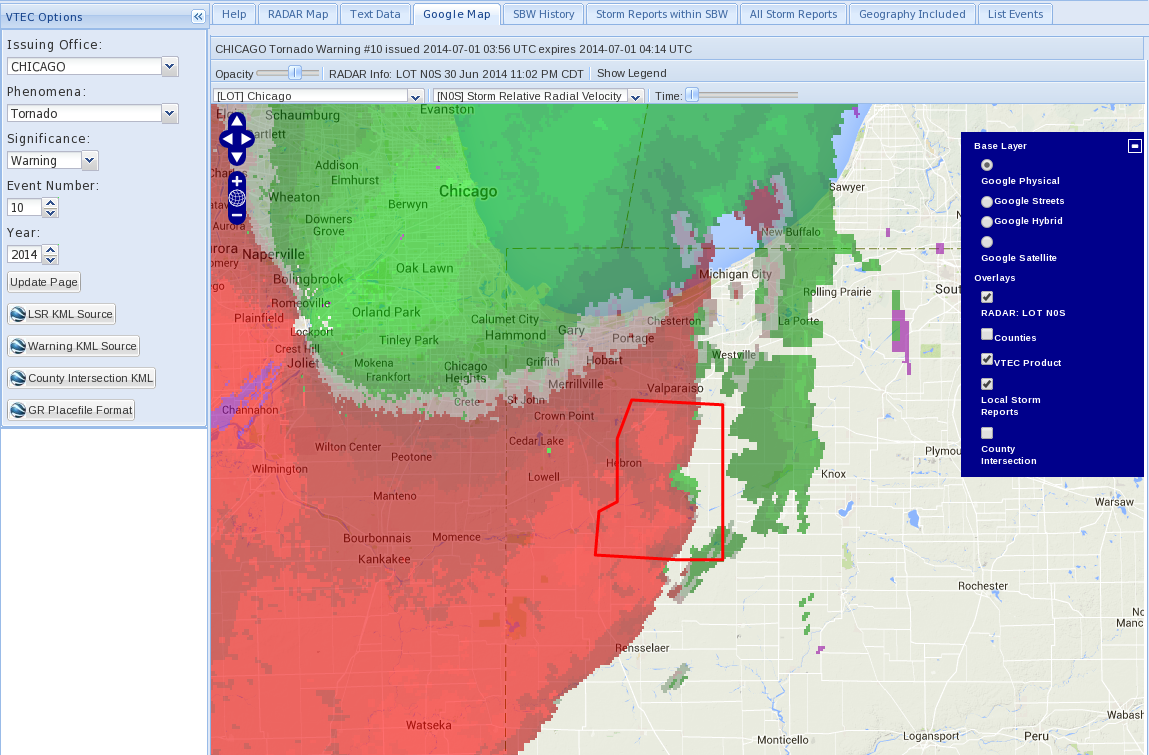 VTEC Options
Help
RADAR Map
Text Data
Google Map
SBW History
Storm Reports within SBW
All Storm Reports
Geography Included
List Events
Issuing Office:
CHICAGO
Phenomena:
Tornado
Significance:
Warning
Event Number:
10
Year:
2014
Update Page
LSR KML Source
Warning KML Source
County Intersection KML
GR Placefile Format
CHICAGO Tornado Warning #10 issued 2014-07-01 03:56 UTC expires 2014-07-01 04:14 UTC
Opacity
RADAR Info: LOT N0S 30 Jun 2014 11:02 PM CDT
Show Legend
[LOT] Chicago
[N0S] Storm Relative Radial Velocity
Time:
Schaumburg
Evanston
artlett
Addison
Elmhurst
Charles
Wheaton
Berwyn
Chicago
Sawyer
Downers
Grove
Aurora
New Buffalo
Naperville
Oak Lawn
Bolingbrook
Michigan City
Romeoville
Rolling Prairie
Plainfield
Orland Park
Calumet City
Chesterton
La Porte
Lockport
Hammond
Gary
Portage
Tinley Park
Crest Hill
Joliet
Mokena
Chicago
Heights
Griffith
Hobart
Westville
Frankfort
Merrillville
Valparaiso
Crete
St John
Channahon
Crown Point
Cedar Lake
Wilton Center
Peotone
Hebron
Wilmington
Lowell
Knox
Plymou
Manteno
Warsaw
Bourbonnais
Momence
Kankakee
Rochester
Rensselaer
Watseka
Monticello
Logansport
Peru
Wabash
Base Layer
Google Physical
Google Streets
Google Hybrid
Google Satellite
Overlays
RADAR: LOT N0S
Counties
VTEC Product
Local Storm
Reports
County
Intersection